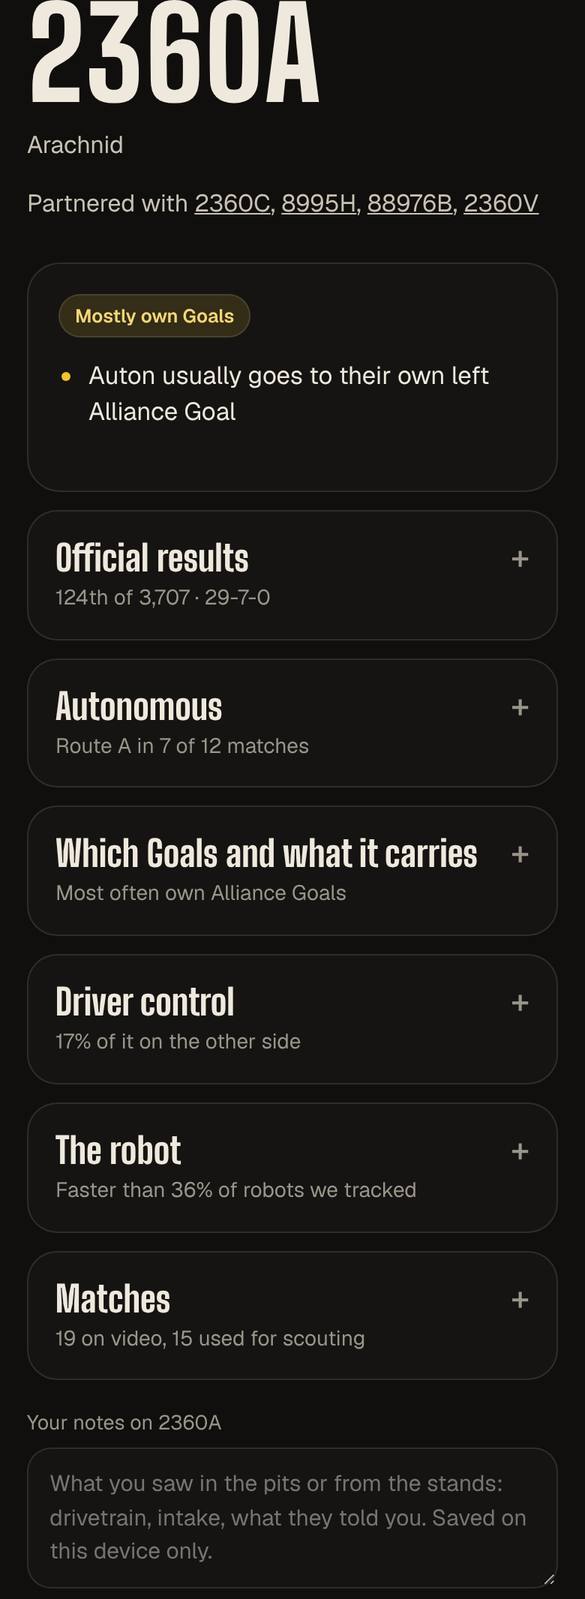 2360A
Arachnid
Partnered with 2360C, 8995H, 88976B, 2360V
Mostly own Goals
• Auton usually goes to their own left
Alliance Goal
Official results
+
124th of 3,707 · 29-7-0
Autonomous
+
Route A in 7 of 12 matches
Which Goals and what it carries
+
Most often own Alliance Goals
Driver control
+
17% of it on the other side
The robot
+
Faster than 36% of robots we tracked
Matches
+
19 on video, 15 used for scouting
Your notes on 2360A
What you saw in the pits or from the stands:
drivetrain, intake, what they told you. Saved on
this device only.